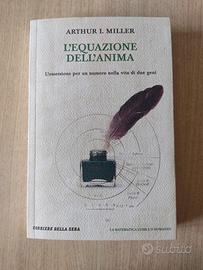 ARTHUR I. MILLER
L'EQUAZIONE
DELL'ANIMA
L'ossessione per un numero nella vita di due geni
CORRIERE DELLA SERA
LA MATEMATICA COME UN ROMANZO
subito